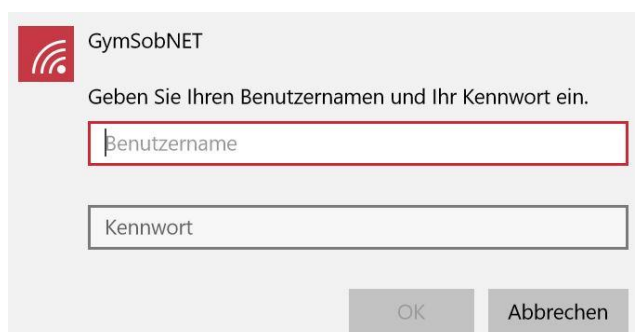 GymSobNET
Geben Sie Ihren Benutzernamen und Ihr Kennwort ein.
Benutzername
Kennwort
OK
Abbrechen